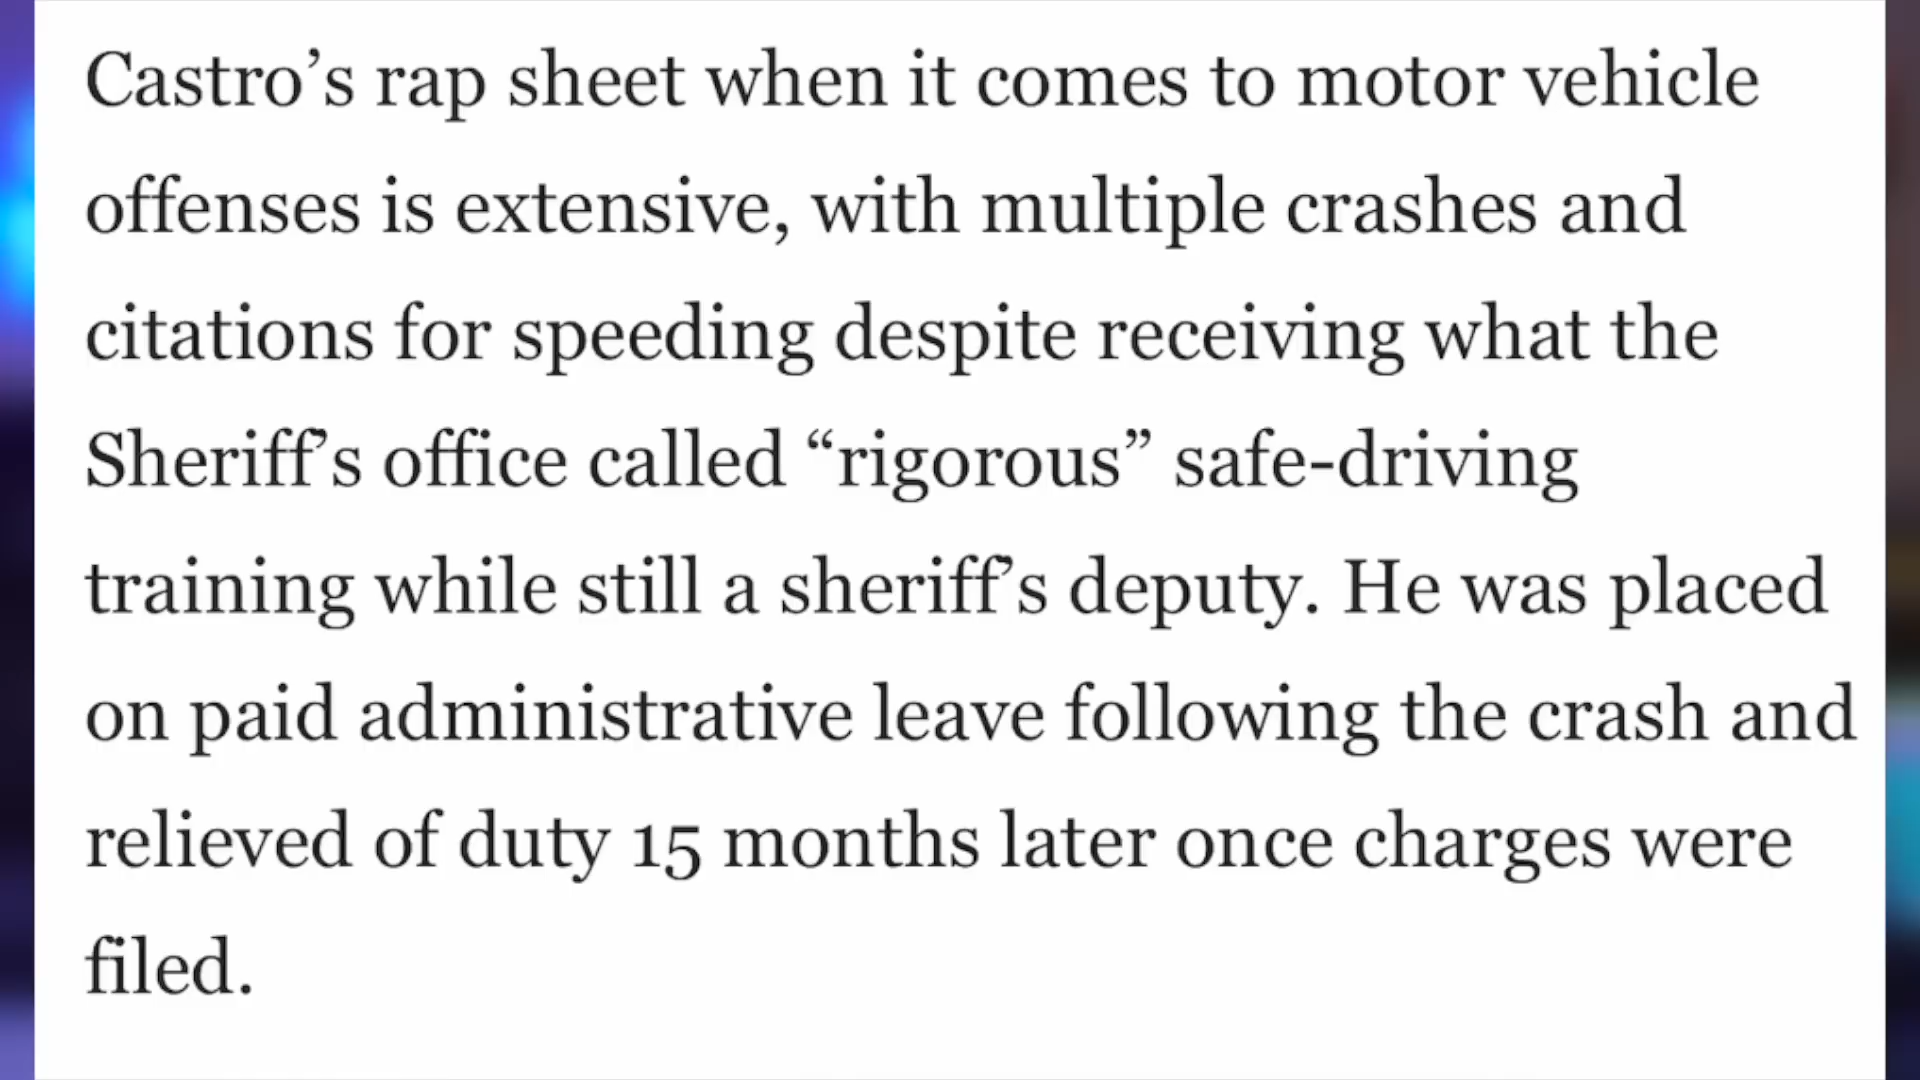 Castro’s rap sheet when it comes to motor vehicle
offenses is extensive, with multiple crashes and
citations for speeding despite receiving what the
Sheriff’s office called “rigorous” safe-driving
training while still a sheriff’s deputy. He was placed
on paid administrative leave following the crash and
relieved of duty 15 months later once charges were
filed.